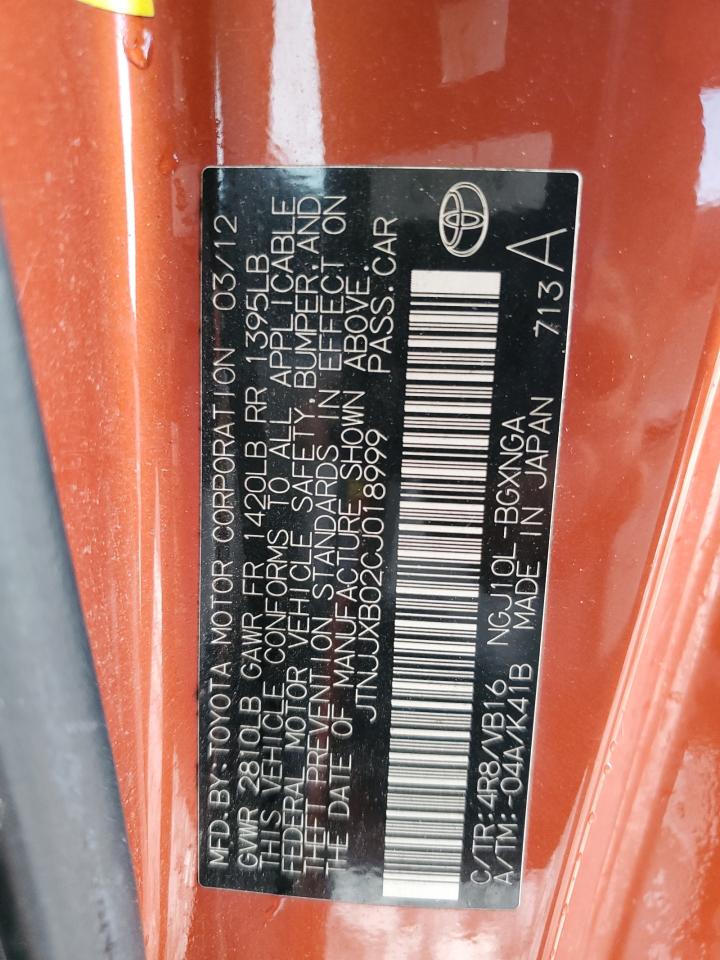 MFD.BY:TOYOTA MOTOR CORPORATION 03/12
GVWR 2810LB GAWR FR 1420LB RR 1395LB
THIS VEHICLE CONFORMS TO ALL APPLICABLE
FEDERAL MOTOR VEHICLE SAFETY,BUMPER,AND
THEFT PREVENTION STANDARDS IN EFFECT ON
THE DATE OF MANUFACTURE SHOWN ABOVE.
JTNJJXB02CJ018999 PASS.CAR
C/TR:4R8/VB16 NGJ10L-BGXNGA 713
A/TM:-04A/K41B MADE IN JAPAN A